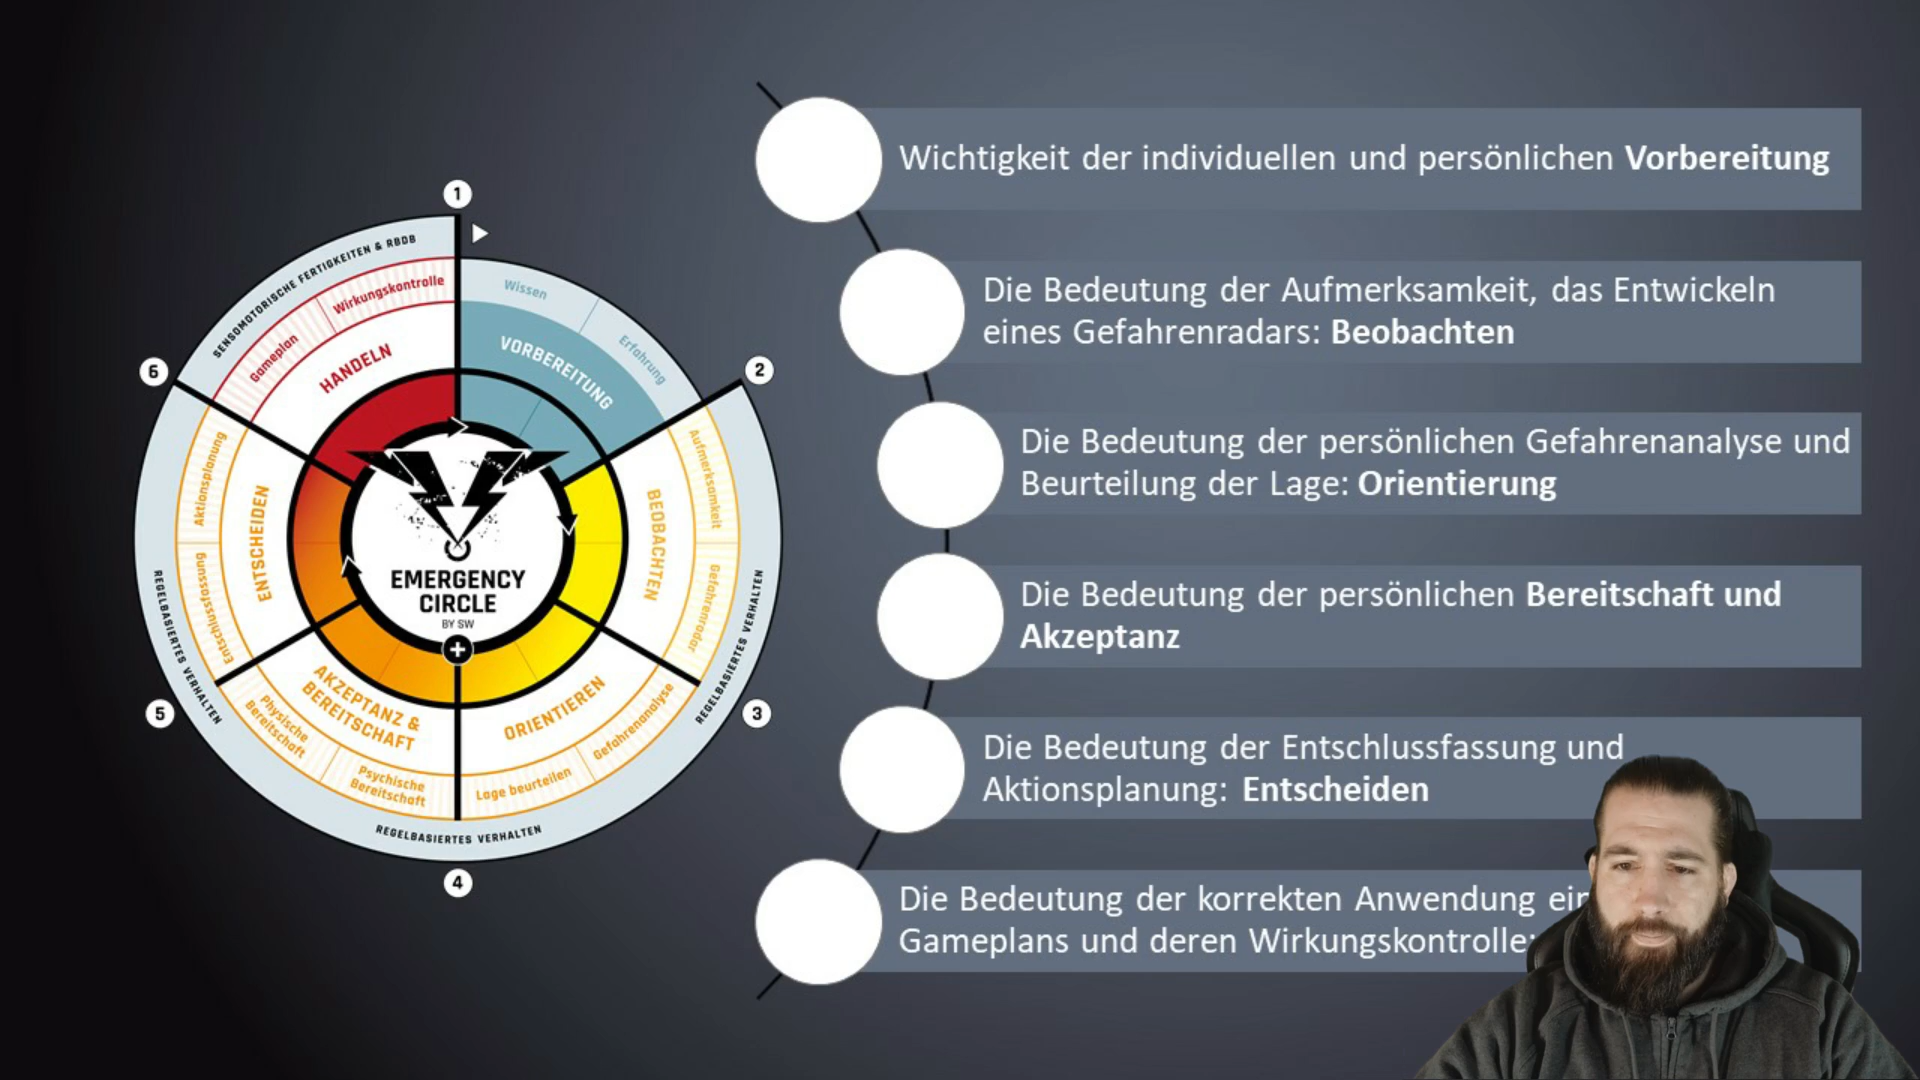 1
SENSOMOTORISCHE FERTIGKEITEN & RBDB
Wirkungskontrolle
Gameplan
HANDELN
Wissen
Erfahrung
VORBEREITUNG
6
2
Aktionsplanung
Entschlussfassung
ENTSCHEIDEN
Aufmerksamkeit
Gefahrenradar
BEOBACHTEN
EMERGENCY
CIRCLE
BY SW
REGELBASIERTES VERHALTEN
REGELBASIERTES VERHALTEN
5
3
AKZEPTANZ &
BEREITSCHAFT
Physische
Bereitschaft
Psychische
Bereitschaft
ORIENTIEREN
Gefahrenanalyse
Lage beurteilen
REGELBASIERTES VERHALTEN
4
Wichtigkeit der individuellen und persönlichen Vorbereitung
Die Bedeutung der Aufmerksamkeit, das Entwickeln
eines Gefahrenradars: Beobachten
Die Bedeutung der persönlichen Gefahrenanalyse und
Beurteilung der Lage: Orientierung
Die Bedeutung der persönlichen Bereitschaft und
Akzeptanz
Die Bedeutung der Entschlussfassung und
Aktionsplanung: Entscheiden
Die Bedeutung der korrekten Anwendung
Gameplans und deren Wirkungskontrolle: